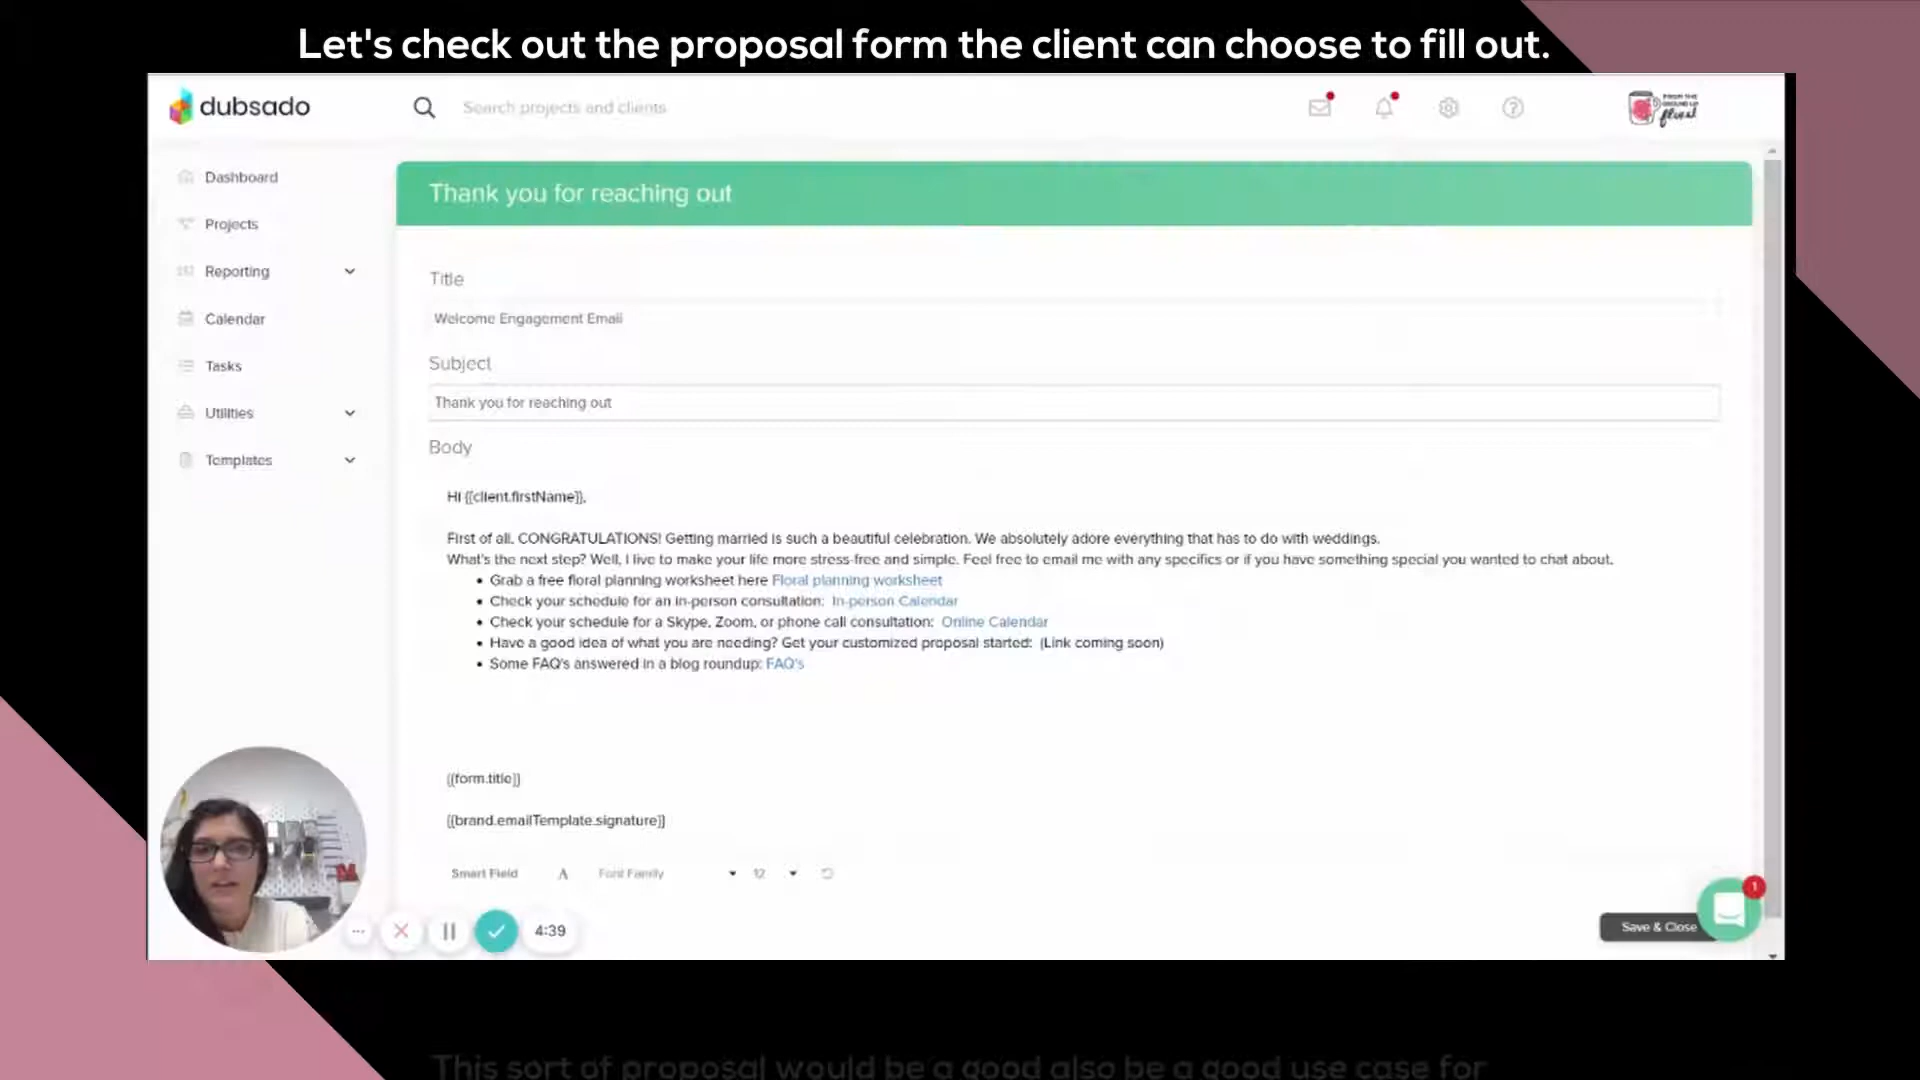 Let's check out the proposal form the client can choose to fill out.
dubsado
Search projects and clients
FROM THE
GROUND UP
floral
Dashboard
Projects
Reporting
Calendar
Tasks
Utilities
Templates
Thank you for reaching out
Title
Welcome Engagement Email
Subject
Thank you for reaching out
Body
Hi {{client.firstName}},
First of all, CONGRATULATIONS! Getting married is such a beautiful celebration. We absolutely adore everything that has to do with weddings.
What's the next step? Well, I live to make your life more stress-free and simple. Feel free to email me with any specifics or if you have something special you wanted to chat about.
• Grab a free floral planning worksheet here Floral planning worksheet
• Check your schedule for an in-person consultation: In-person Calendar
• Check your schedule for a Skype, Zoom, or phone call consultation: Online Calendar
• Have a good idea of what you are needing? Get your customized proposal started: (Link coming soon)
• Some FAQ's answered in a blog roundup: FAQ's
{{form.title}}
{{brand.emailTemplate.signature}}
Smart Field A Font Family 12
4:39
Save & Close
1
This sort of proposal would be a good also be a good use case for